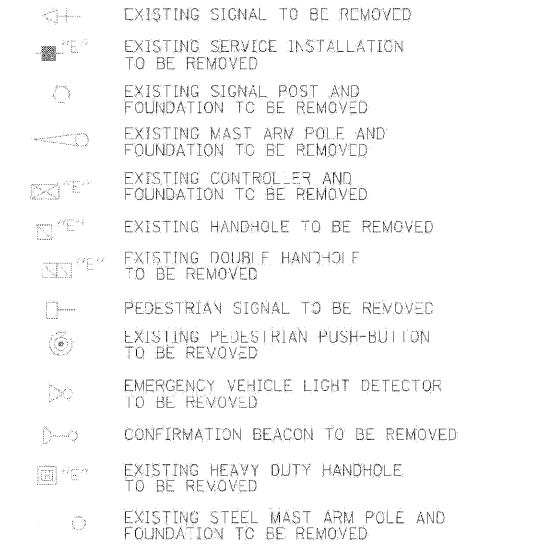 EXISTING SIGNAL TO BE REMOVED
"E" EXISTING SERVICE INSTALLATION
TO BE REMOVED
EXISTING SIGNAL POST AND
FOUNDATION TO BE REMOVED
EXISTING MAST ARM POLE AND
FOUNDATION TO BE REMOVED
"E" EXISTING CONTROLLER AND
FOUNDATION TO BE REMOVED
"E" EXISTING HANDHOLE TO BE REMOVED
"E" EXISTING DOUBLE HANDHOLE
TO BE REMOVED
PEDESTRIAN SIGNAL TO BE REMOVED
EXISTING PEDESTRIAN PUSH-BUTTON
TO BE REMOVED
EMERGENCY VEHICLE LIGHT DETECTOR
TO BE REMOVED
CONFIRMATION BEACON TO BE REMOVED
H "E" EXISTING HEAVY DUTY HANDHOLE
TO BE REMOVED
EXISTING STEEL MAST ARM POLE AND
FOUNDATION TO BE REMOVED